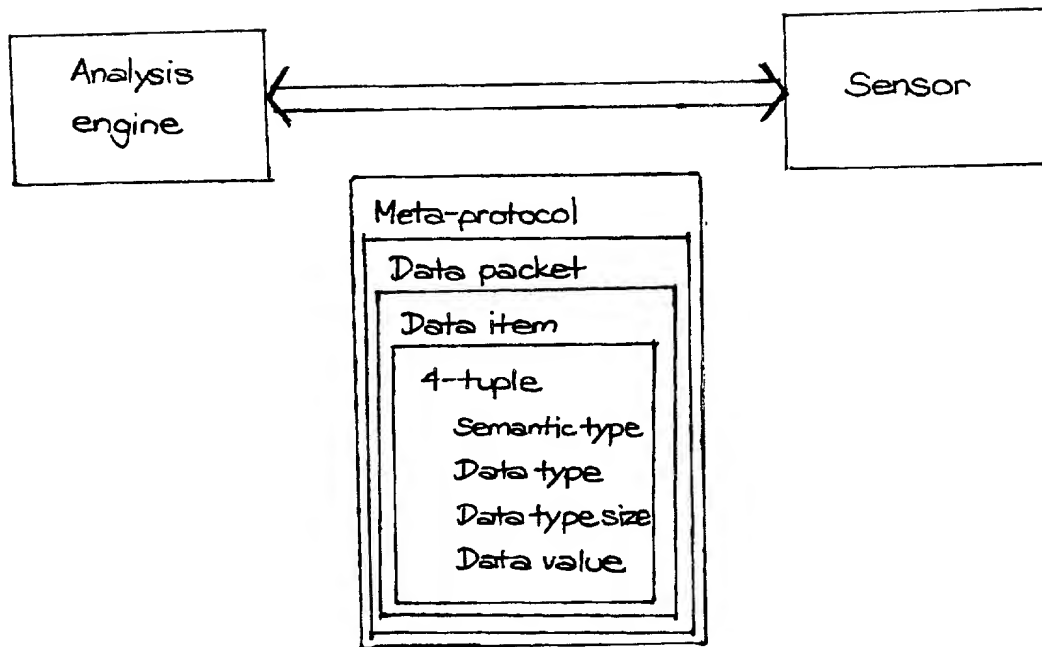 Analysis
engine
Sensor
Meta-protocol
Data packet
Data item
4-tuple
Semantic type
Data type
Data type size
Data value